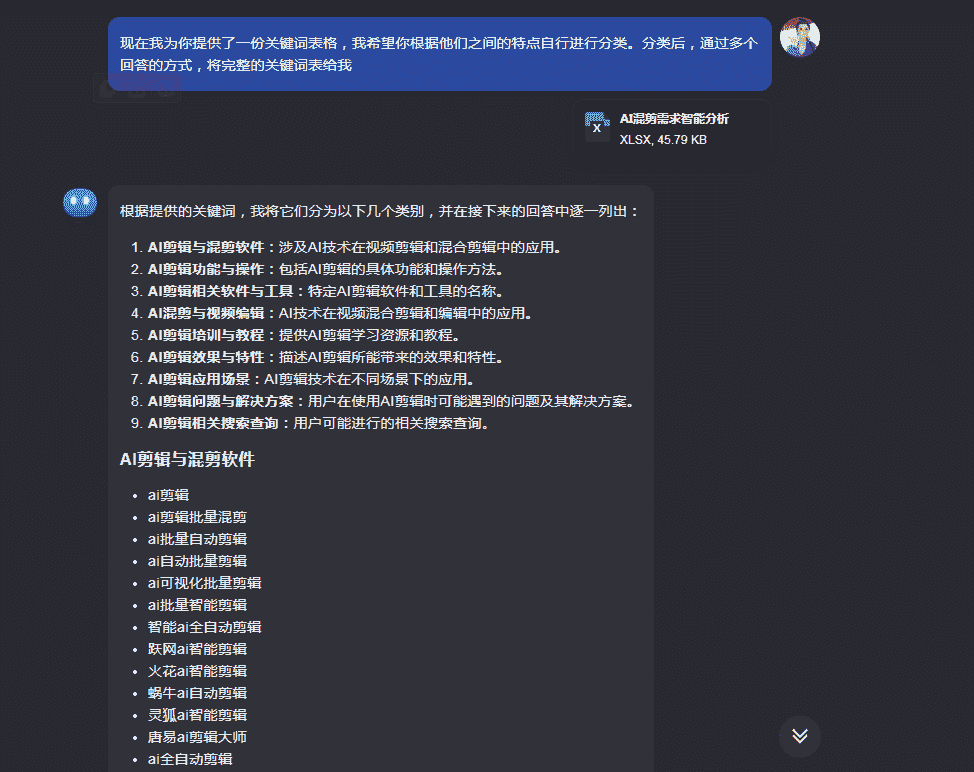 现在我为你提供了一份关键词表格，我希望你根据他们之间的特点自行进行分类。分类后，通过多个
回答的方式，将完整的关键词表给我
AI混剪需求智能分析
X
XLSX, 45.79 KB
根据提供的关键词，我将它们分为以下几个类别，并在接下来的回答中逐一列出：
1. AI剪辑与混剪软件：涉及AI技术在视频剪辑和混合剪辑中的应用。
2. AI剪辑功能与操作：包括AI剪辑的具体功能和操作方法。
3. AI剪辑相关软件与工具：特定AI剪辑软件和工具的名称。
4. AI混剪与视频编辑：AI技术在视频混合剪辑和编辑中的应用。
5. AI剪辑培训与教程：提供AI剪辑学习资源和教程。
6. AI剪辑效果与特性：描述AI剪辑所能带来的效果和特性。
7. AI剪辑应用场景：AI剪辑技术在不同场景下的应用。
8. AI剪辑问题与解决方案：用户在使用AI剪辑时可能遇到的问题及其解决方案。
9. AI剪辑相关搜索查询：用户可能进行的相关搜索查询。
AI剪辑与混剪软件
• ai剪辑
• ai剪辑批量混剪
• ai批量自动剪辑
• ai自动批量剪辑
• ai可视化批量剪辑
• ai批量智能剪辑
• 智能ai全自动剪辑
• 跃网ai智能剪辑
• 火花ai智能剪辑
• 蜗牛ai自动剪辑
• 灵狐ai智能剪辑
• 唐易ai剪辑大师
• ai全自动剪辑